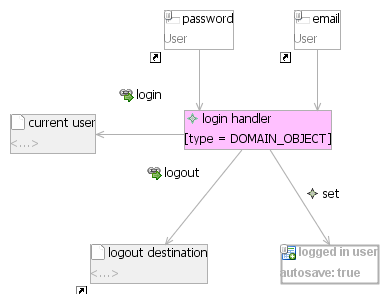 password
User
email
User
login
current user
<...>
login handler
[type = DOMAIN_OBJECT]
logout
set
logout destination
<...>
logged in user
autosave: true